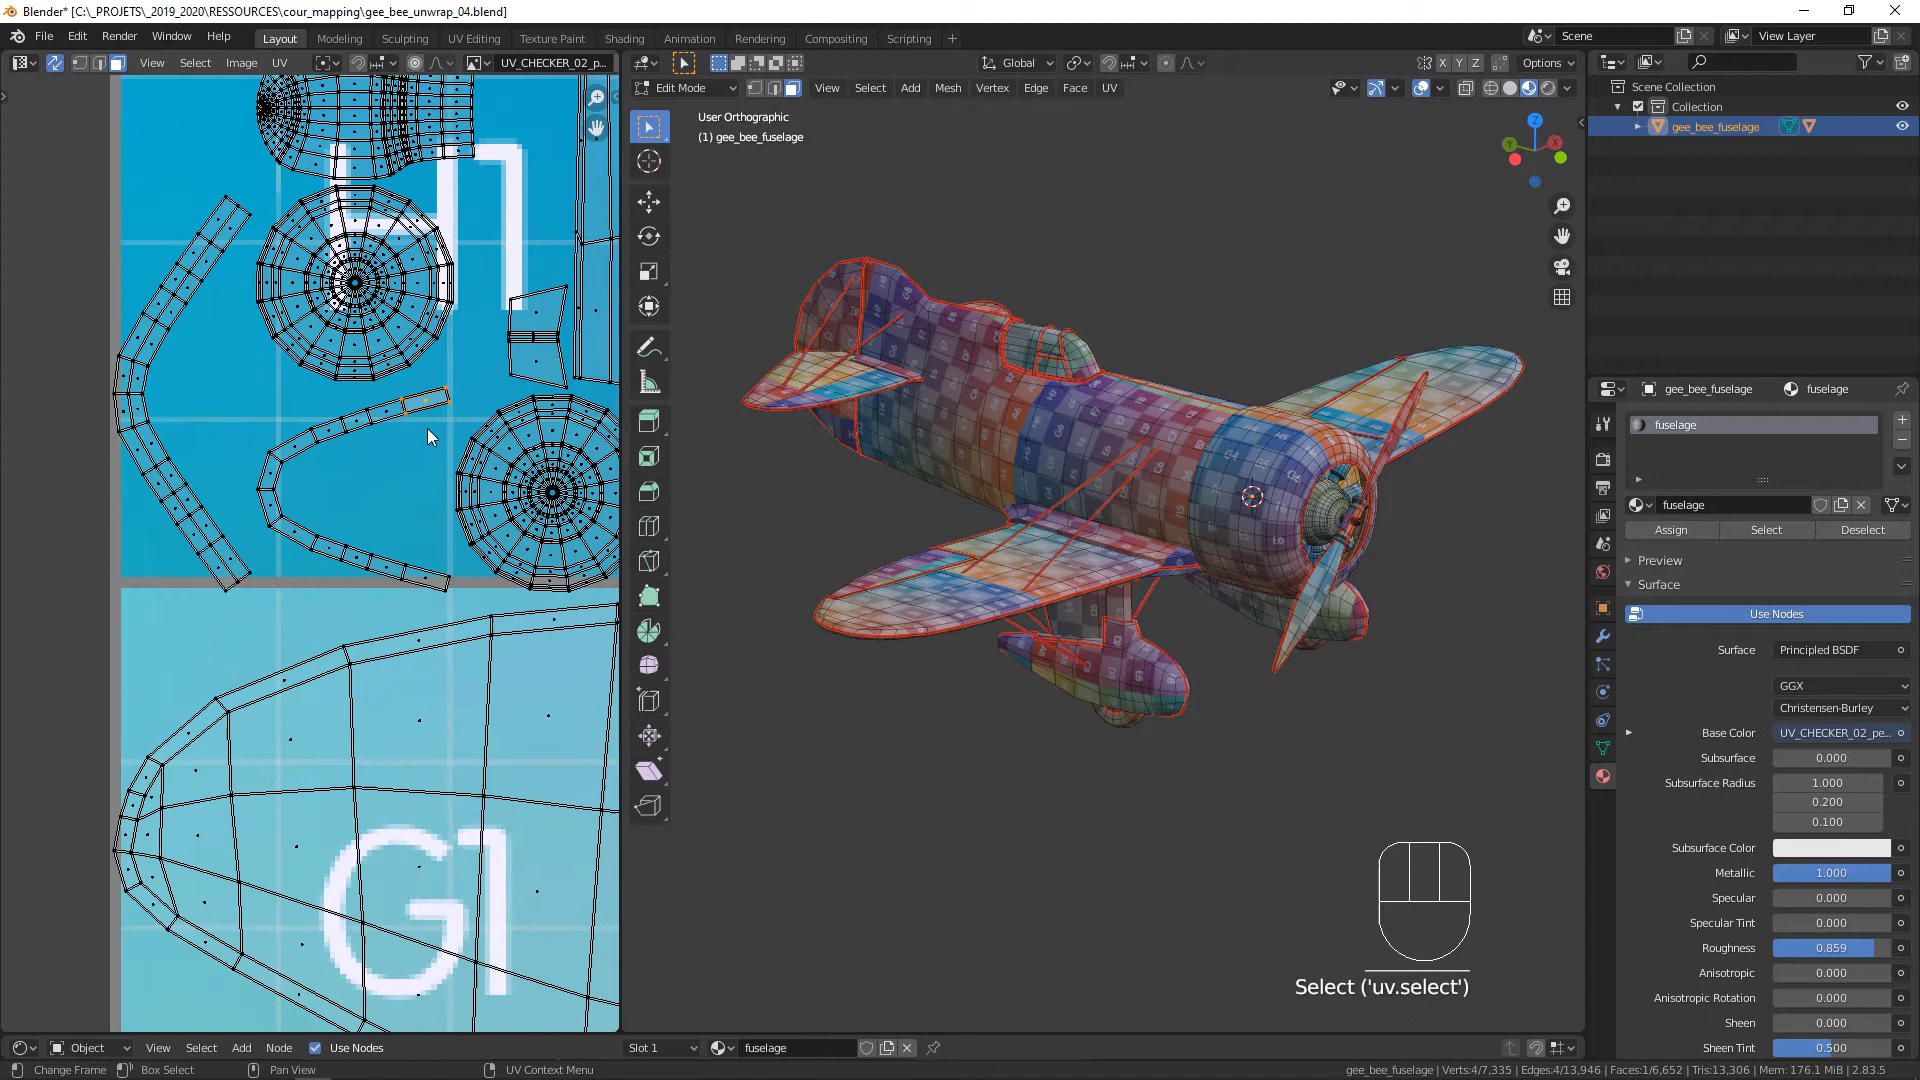 Blender* [C:\_PROJETS\_2019_2020\RESSOURCES\cour_mapping\gee_bee_unwrap_04.blend]
File Edit Render Window Help
Layout Modeling Sculpting UV Editing Texture Paint Shading Animation Rendering Compositing Scripting +
Scene View Layer
View Select Image UV UV_CHECKER_02_p...
Global X Y Z Options
Edit Mode View Select Add Mesh Vertex Edge Face UV
User Orthographic
(1) gee_bee_fuselage
Z
Y
X
H1
G1
Scene Collection
Collection
gee_bee_fuselage
gee_bee_fuselage fuselage
fuselage
fuselage
Assign Select Deselect
Preview
Surface
Use Nodes
Surface Principled BSDF
GGX
Christensen-Burley
Base Color UV_CHECKER_02_pe...
Subsurface 0.000
Subsurface Radius 1.000
0.200
0.100
Subsurface Color
Metallic 1.000
Specular 0.000
Specular Tint 0.000
Roughness 0.859
Anisotropic 0.000
Anisotropic Rotation 0.000
Sheen 0.000
Sheen Tint 0.500
Select ('uv.select')
Object View Select Add Node Use Nodes Slot 1 fuselage
Change Frame Box Select Pan View UV Context Menu
gee_bee_fuselage | Verts:4/7,335 | Edges:4/13,946 | Faces:1/6,652 | Tris:13,306 | Mem: 176.1 MiB | 2.83.5